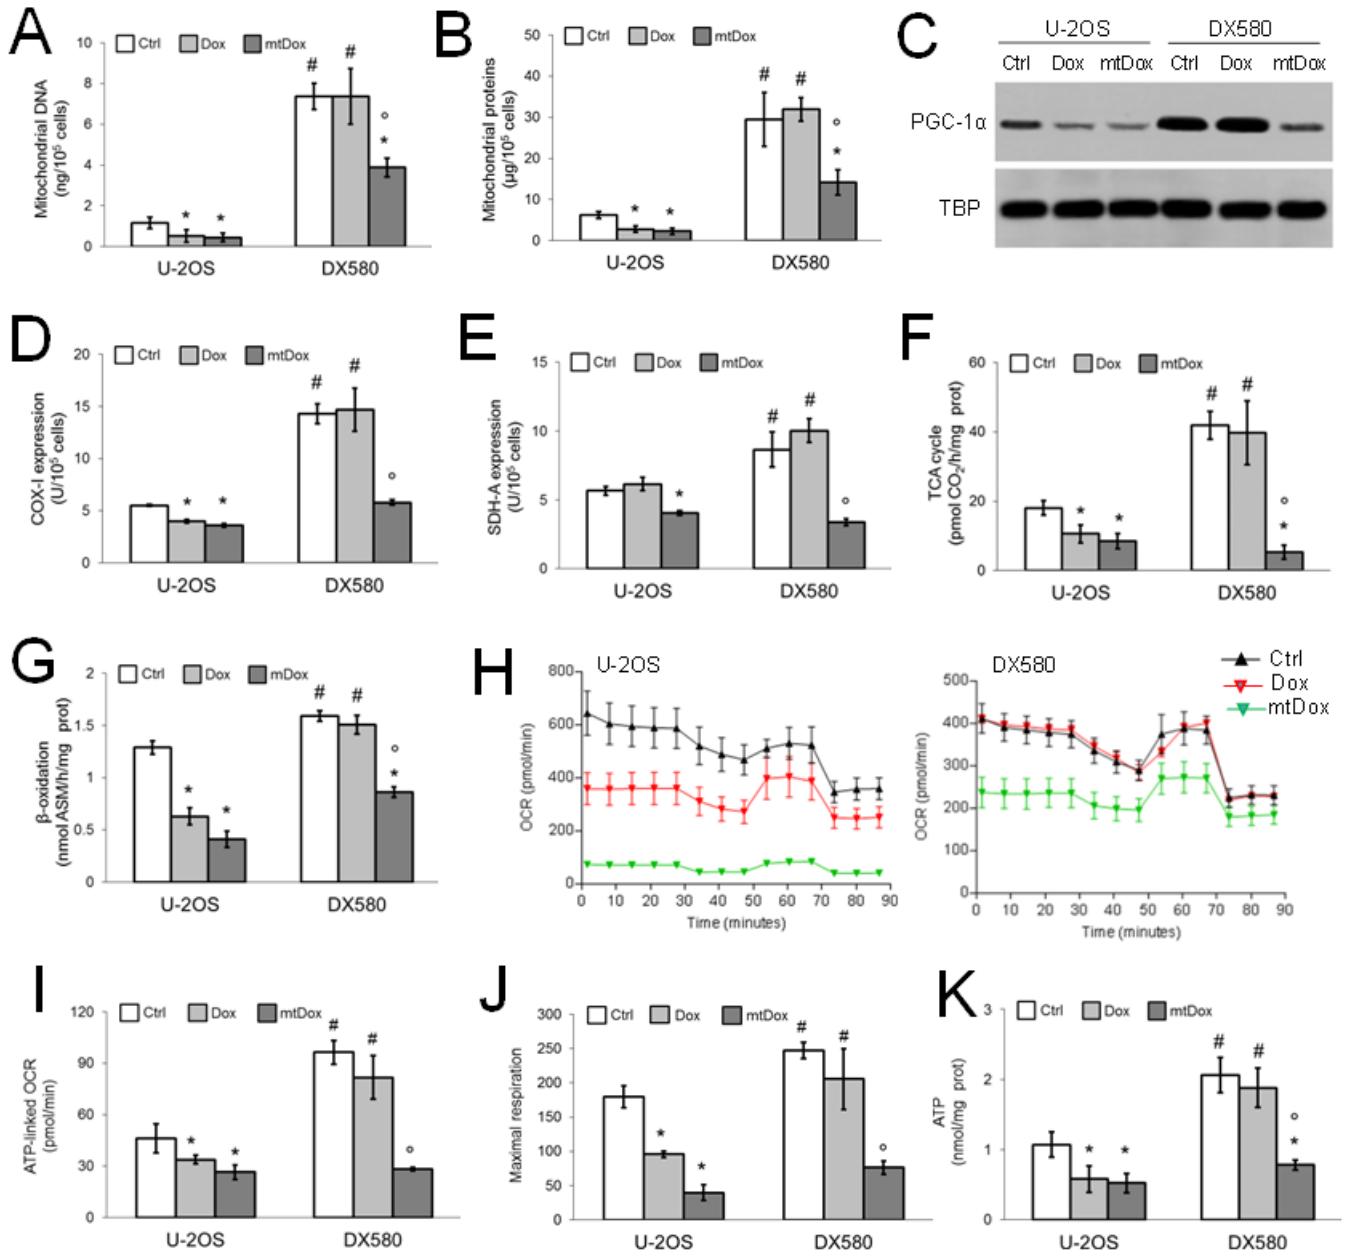 A
Ctrl Dox mtDox
Mitochondrial DNA
(ng/10⁵ cells)
10
8
6
4
2
0
* *
# # ° *
U-2OS DX580
B
Ctrl Dox mtDox
Mitochondrial proteins
(µg/10⁵ cells)
50
40
30
20
10
0
* *
# # ° *
U-2OS DX580
C
U-2OS DX580
Ctrl Dox mtDox Ctrl Dox mtDox
PGC-1α
TBP
D
Ctrl Dox mtDox
COX-I expression
(U/10⁵ cells)
20
15
10
5
0
* *
# # °
U-2OS DX580
E
Ctrl Dox mtDox
SDH-A expression
(U/10⁵ cells)
15
10
5
0
*
# # °
U-2OS DX580
F
Ctrl Dox mtDox
TCA cycle
(pmol CO₂/h/mg prot)
60
40
20
0
* *
# # ° *
U-2OS DX580
G
Ctrl Dox mDox
β-oxidation
(nmol ASM/h/mg prot)
2
1.5
1
0.5
0
* *
# # ° *
U-2OS DX580
H
U-2OS
OCR (pmol/min)
800
600
400
200
0
0 10 20 30 40 50 60 70 80 90
Time (minutes)
DX580
OCR (pmol/min)
500
400
300
200
100
0
0 10 20 30 40 50 60 70 80 90
Time (minutes)
Ctrl
Dox
mtDox
I
Ctrl Dox mtDox
ATP-linked OCR
(pmol/min)
120
90
60
30
0
* *
# # °
U-2OS DX580
J
Ctrl Dox mtDox
Maximal respiration
300
250
200
150
100
50
0
* *
# # °
U-2OS DX580
K
Ctrl Dox mtDox
ATP
(nmol/mg prot)
3
2
1
0
* *
# # ° *
U-2OS DX580